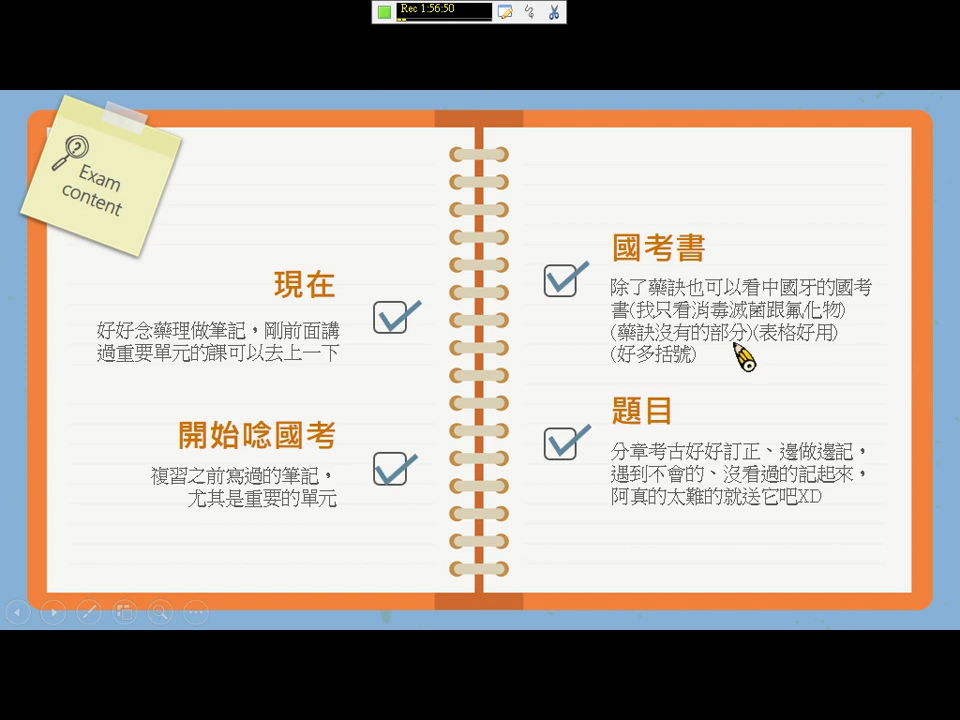 Rec 1:56:50
Exam
content
現在
好好念藥理做筆記，剛前面講
過重要單元的課可以去上一下
開始唸國考
複習之前寫過的筆記，
尤其是重要的單元
國考書
除了藥訣也可以看中國牙的國考
書(我只看消毒滅菌跟氟化物)
(藥訣沒有的部分)(表格好用)
(好多括號)
題目
分章考古好好訂正、邊做邊記，
遇到不會的、沒看過的記起來，
阿真的太難的就送它吧XD